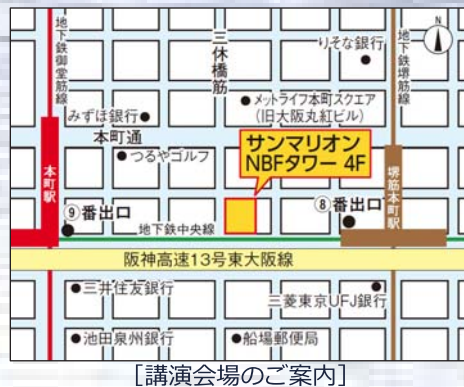 地下鉄御堂筋線
三休橋筋
りそな銀行
地下鉄堺筋線
N
みずほ銀行
メットライフ本町スクエア
(旧大阪丸紅ビル)
本町通
つるやゴルフ
サンマリオン
NBFタワー 4F
本町駅
堺筋本町駅
⑨番出口
⑧番出口
地下鉄中央線
阪神高速13号東大阪線
三井住友銀行
三菱東京UFJ銀行
池田泉州銀行
船場郵便局
[講演会場のご案内]